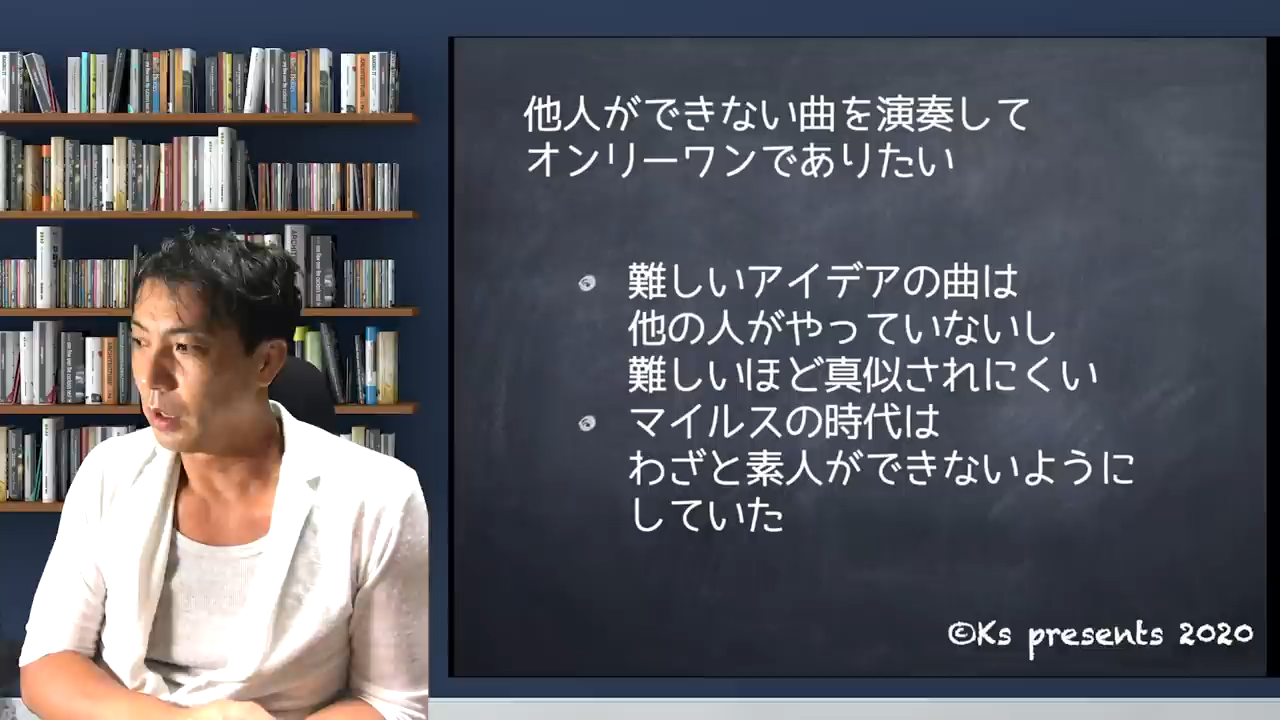 他人ができない曲を演奏して
オンリーワンでありたい
難しいアイデアの曲は
他の人がやっていないし
難しいほど真似されにくい
マイルスの時代は
わざと素人ができないように
していた
©Ks presents 2020